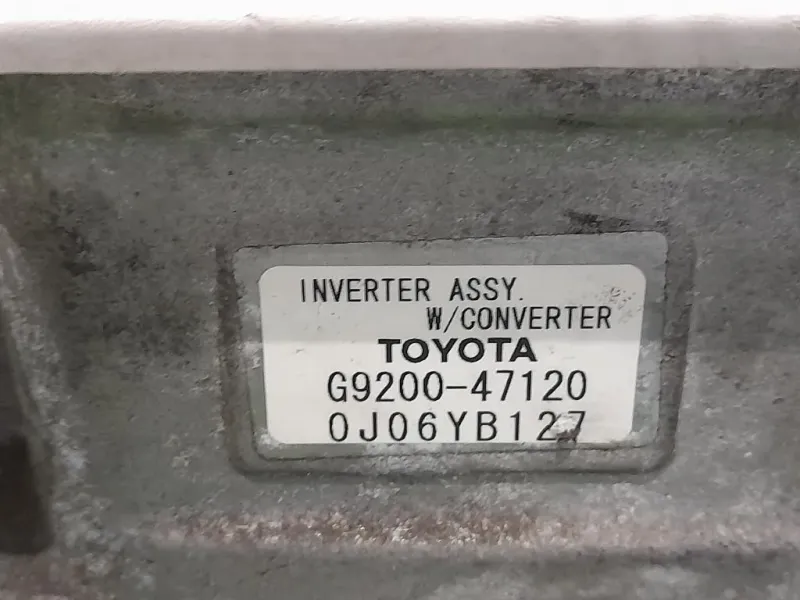 INVERTER ASSY.
W/CONVERTER
TOYOTA
G9200-47120
0J06YB127